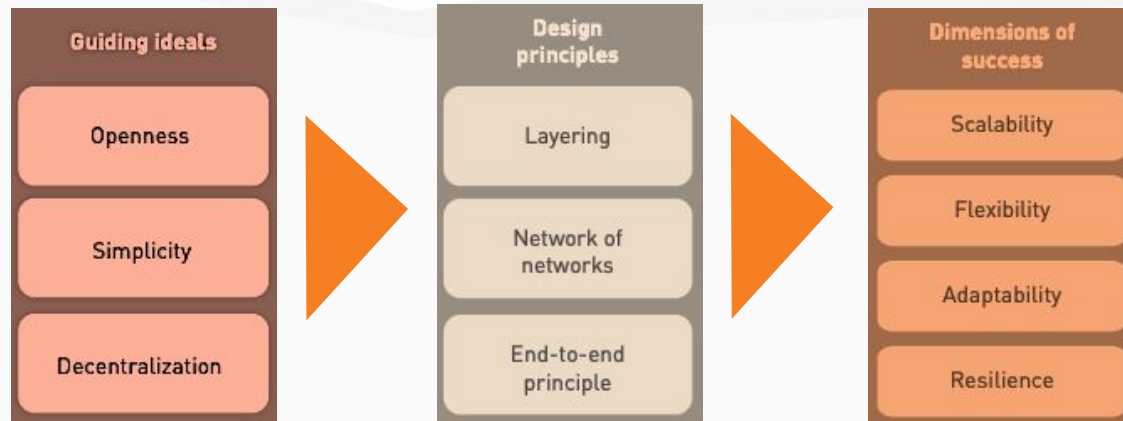 Guiding ideals
Openness
Simplicity
Decentralization
Design
principles
Layering
Network of
networks
End-to-end
principle
Dimensions of
success
Scalability
Flexibility
Adaptability
Resilience